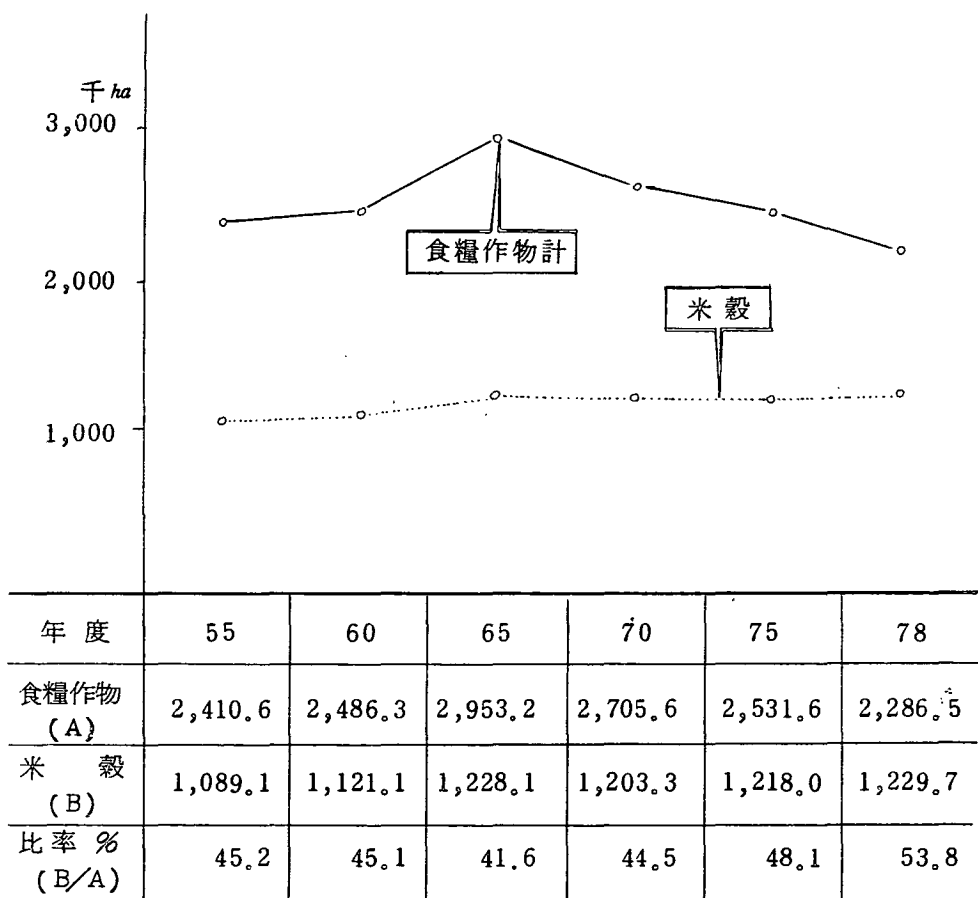 千ha
3,000
食糧作物計
2,000
米穀
1,000
年度 55 60 65 70 75 78
食糧作物 (A) 2,410.6 2,486.3 2,953.2 2,705.6 2,531.6 2,286.5
米穀 (B) 1,089.1 1,121.1 1,228.1 1,203.3 1,218.0 1,229.7
比率 % (B/A) 45.2 45.1 41.6 44.5 48.1 53.8